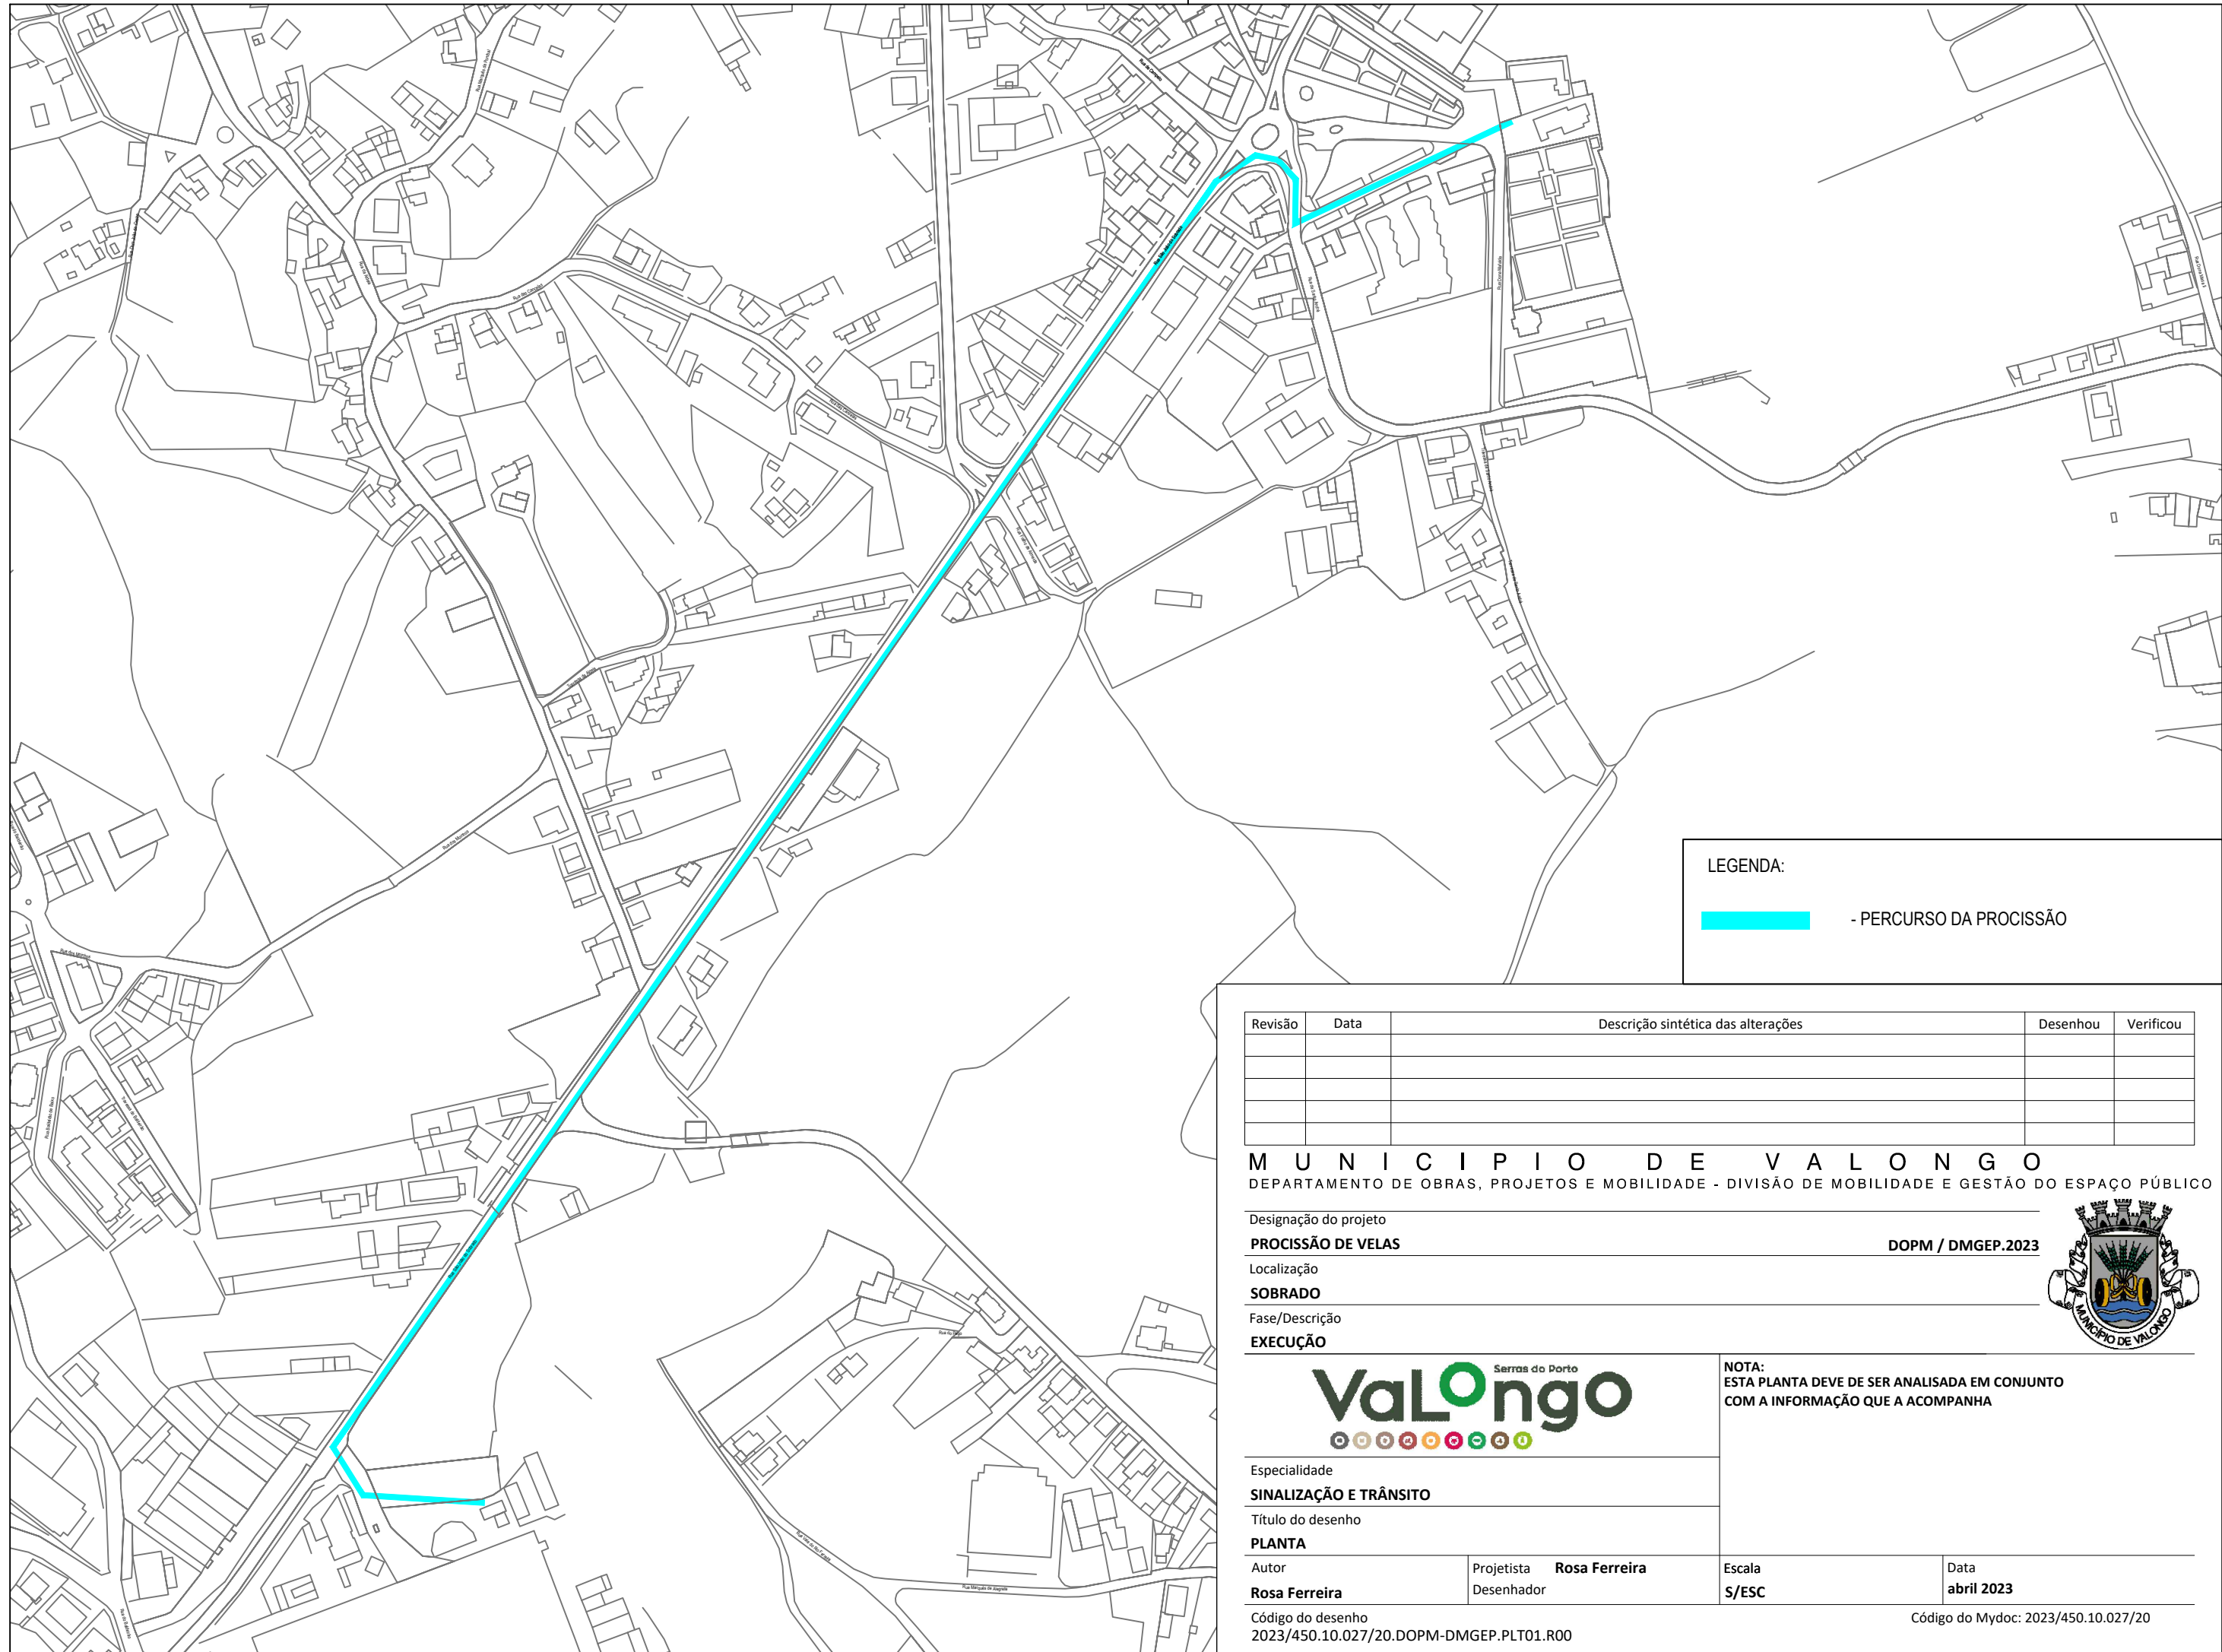 LEGENDA:
- PERCURSO DA PROCISSÃO
Revisão Data Descrição sintética das alterações Desenhou Verificou
MUNICIPIO DE VALONGO
DEPARTAMENTO DE OBRAS, PROJETOS E MOBILIDADE - DIVISÃO DE MOBILIDADE E GESTÃO DO ESPAÇO PÚBLICO
Designação do projeto
PROCISSÃO DE VELAS DOPM / DMGEP.2023
Localização
SOBRADO
Fase/Descrição
EXECUÇÃO
MUNICÍPIO DE VALONGO
Serras do Porto
VaLOngO
NOTA:
ESTA PLANTA DEVE DE SER ANALISADA EM CONJUNTO
COM A INFORMAÇÃO QUE A ACOMPANHA
Especialidade
SINALIZAÇÃO E TRÂNSITO
Título do desenho
PLANTA
Autor
Rosa Ferreira
Projetista Rosa Ferreira
Desenhador
Escala
S/ESC
Data
abril 2023
Código do desenho
2023/450.10.027/20.DOPM-DMGEP.PLT01.R00
Código do Mydoc: 2023/450.10.027/20